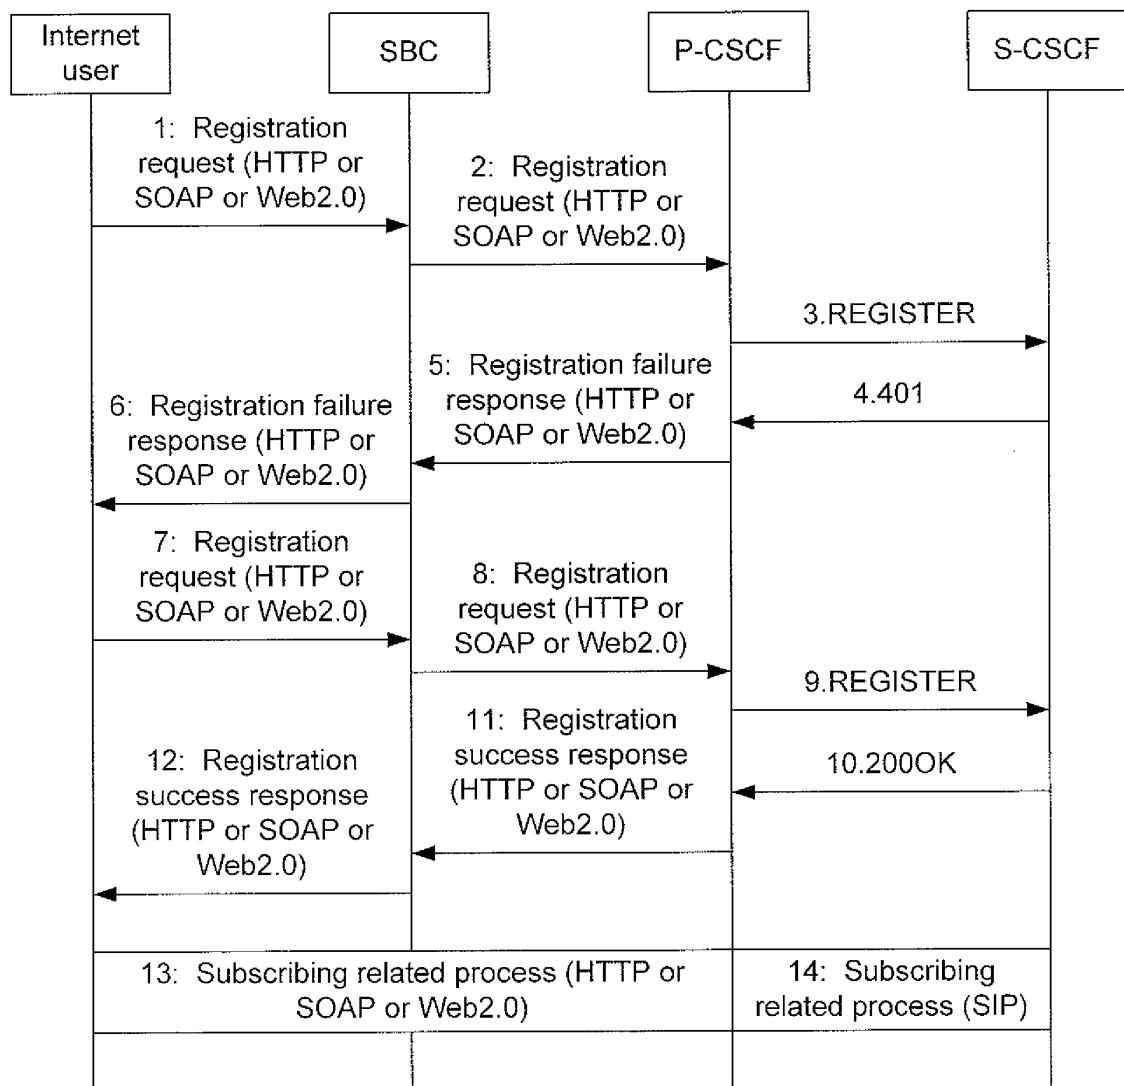 Internet
user
SBC
P-CSCF
S-CSCF
1: Registration
request (HTTP or
SOAP or Web2.0)
2: Registration
request (HTTP or
SOAP or Web2.0)
3.REGISTER
4.401
5: Registration failure
response (HTTP or
SOAP or Web2.0)
6: Registration failure
response (HTTP or
SOAP or Web2.0)
7: Registration
request (HTTP or
SOAP or Web2.0)
8: Registration
request (HTTP or
SOAP or Web2.0)
9.REGISTER
10.200OK
11: Registration
success response
(HTTP or SOAP or
Web2.0)
12: Registration
success response
(HTTP or SOAP or
Web2.0)
13: Subscribing related process (HTTP or
SOAP or Web2.0)
14: Subscribing
related process (SIP)